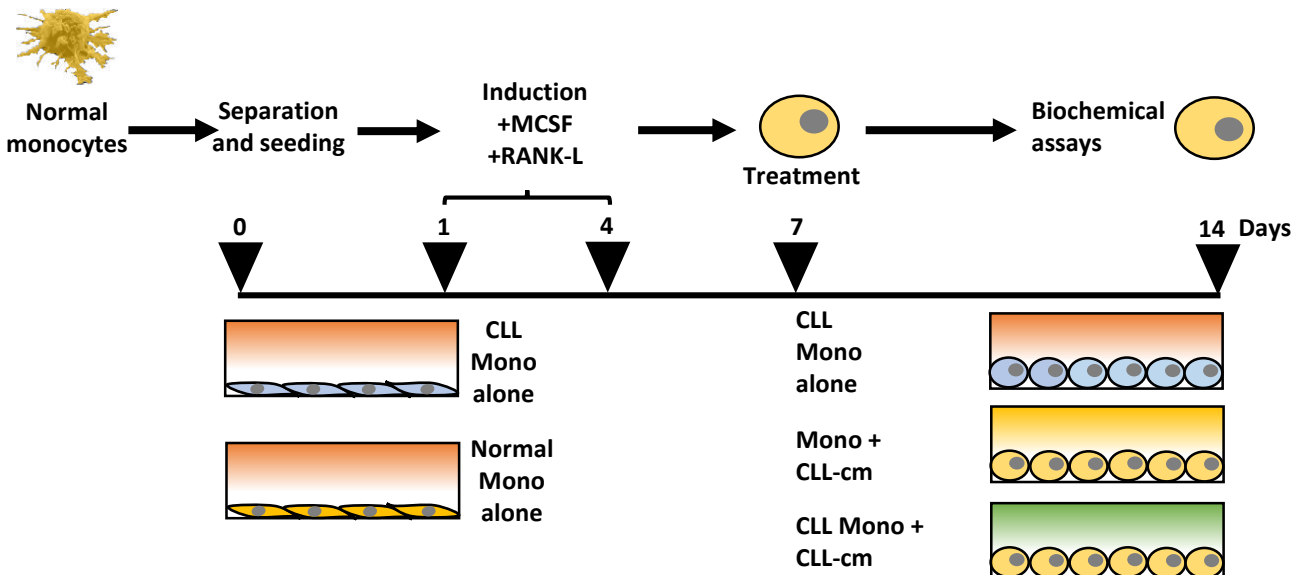 Normal
monocytes
Separation
and seeding
Induction
+MCSF
+RANK-L
Treatment
Biochemical
assays
0
1
4
7
14 Days
CLL
Mono
alone
Normal
Mono
alone
CLL
Mono
alone
Mono +
CLL-cm
CLL Mono +
CLL-cm